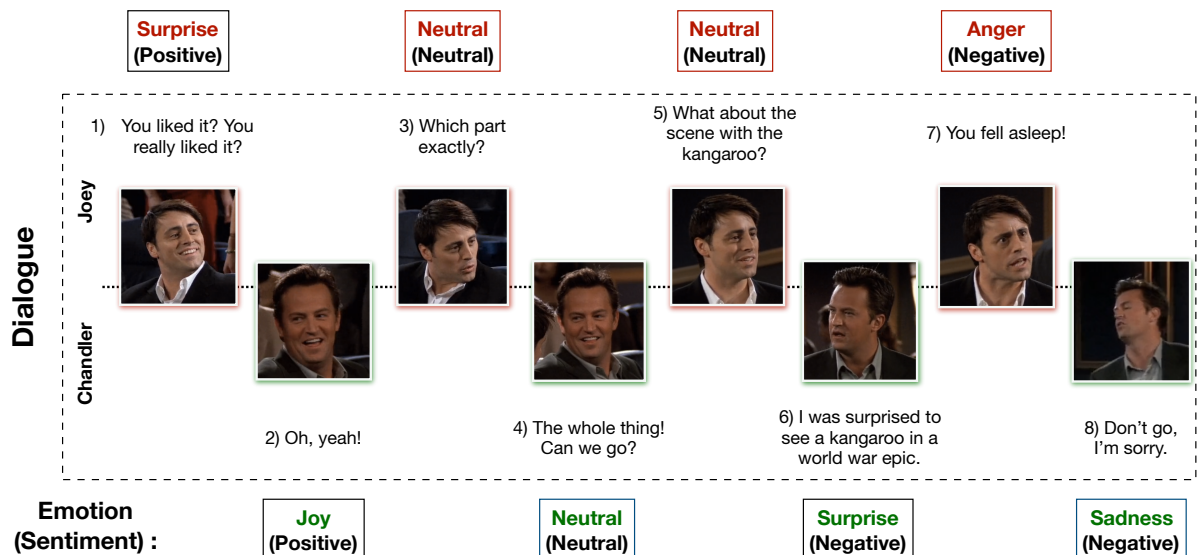 Surprise
(Positive)
Neutral
(Neutral)
Neutral
(Neutral)
Anger
(Negative)
Dialogue
Joey
Chandler
1) You liked it? You
really liked it?
3) Which part
exactly?
5) What about the
scene with the
kangaroo?
7) You fell asleep!
2) Oh, yeah!
4) The whole thing!
Can we go?
6) I was surprised to
see a kangaroo in a
world war epic.
8) Don’t go,
I’m sorry.
Emotion
(Sentiment) :
Joy
(Positive)
Neutral
(Neutral)
Surprise
(Negative)
Sadness
(Negative)